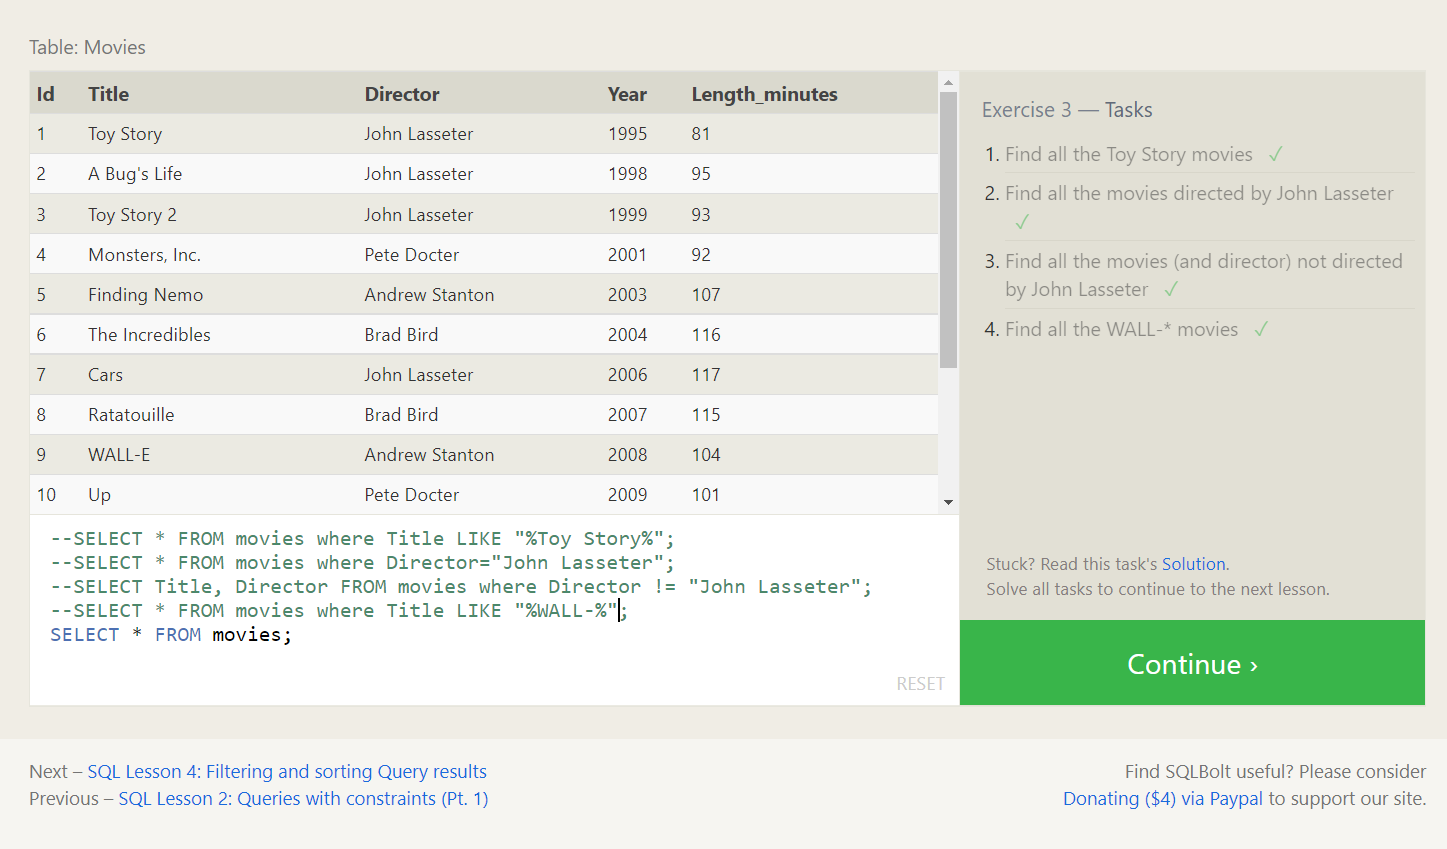 Table: Movies
Id Title Director Year Length_minutes
1 Toy Story John Lasseter 1995 81
2 A Bug's Life John Lasseter 1998 95
3 Toy Story 2 John Lasseter 1999 93
4 Monsters, Inc. Pete Docter 2001 92
5 Finding Nemo Andrew Stanton 2003 107
6 The Incredibles Brad Bird 2004 116
7 Cars John Lasseter 2006 117
8 Ratatouille Brad Bird 2007 115
9 WALL-E Andrew Stanton 2008 104
10 Up Pete Docter 2009 101
--SELECT * FROM movies where Title LIKE "%Toy Story%";
--SELECT * FROM movies where Director="John Lasseter";
--SELECT Title, Director FROM movies where Director != "John Lasseter";
--SELECT * FROM movies where Title LIKE "%WALL-%";
SELECT * FROM movies;
RESET
Exercise 3 — Tasks
1. Find all the Toy Story movies ✓
2. Find all the movies directed by John Lasseter
✓
3. Find all the movies (and director) not directed
by John Lasseter ✓
4. Find all the WALL-* movies ✓
Stuck? Read this task's Solution.
Solve all tasks to continue to the next lesson.
Continue ›
Next – SQL Lesson 4: Filtering and sorting Query results
Previous – SQL Lesson 2: Queries with constraints (Pt. 1)
Find SQLBolt useful? Please consider
Donating ($4) via Paypal to support our site.